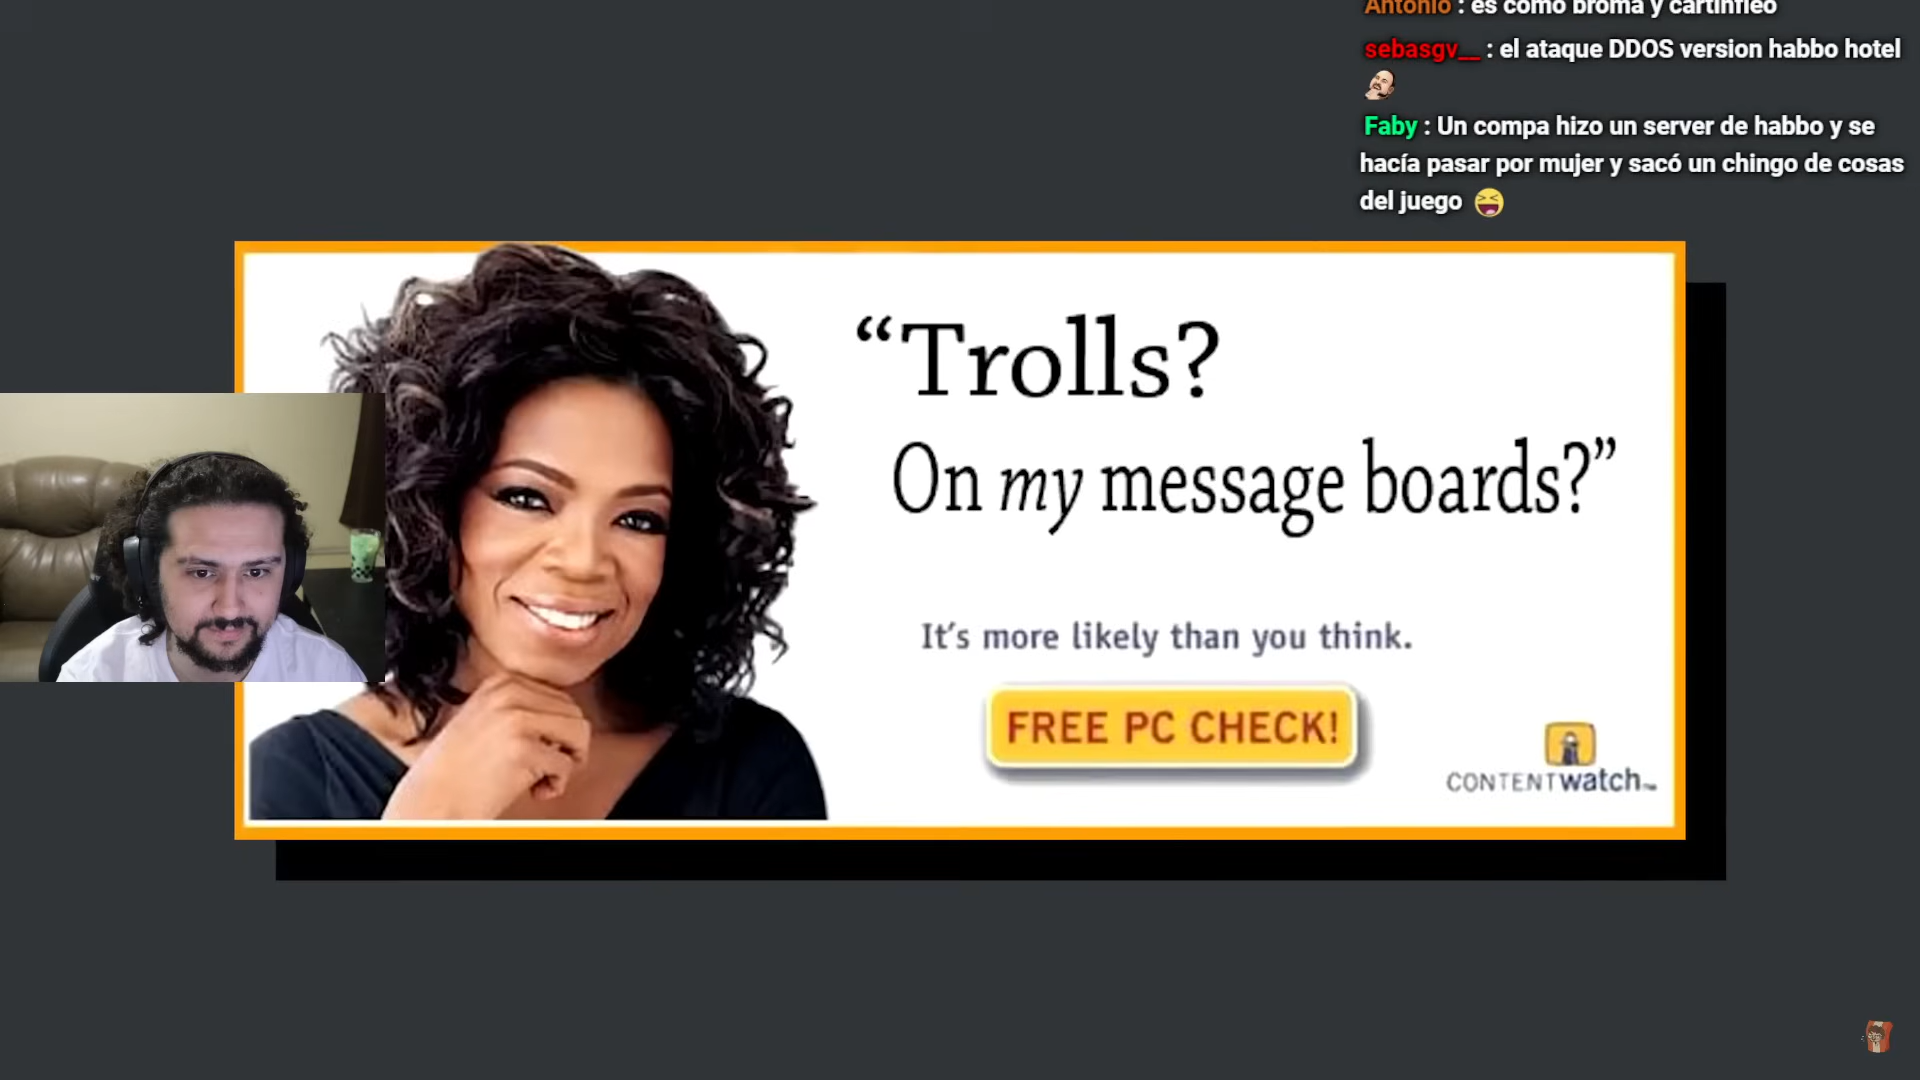 Antonio : es como broma y cartinfleo
sebasgv__ : el ataque DDOS version habbo hotel
Faby : Un compa hizo un server de habbo y se
hacía pasar por mujer y sacó un chingo de cosas
del juego
“Trolls?
On my message boards?”
It's more likely than you think.
FREE PC CHECK!
CONTENTWatch™